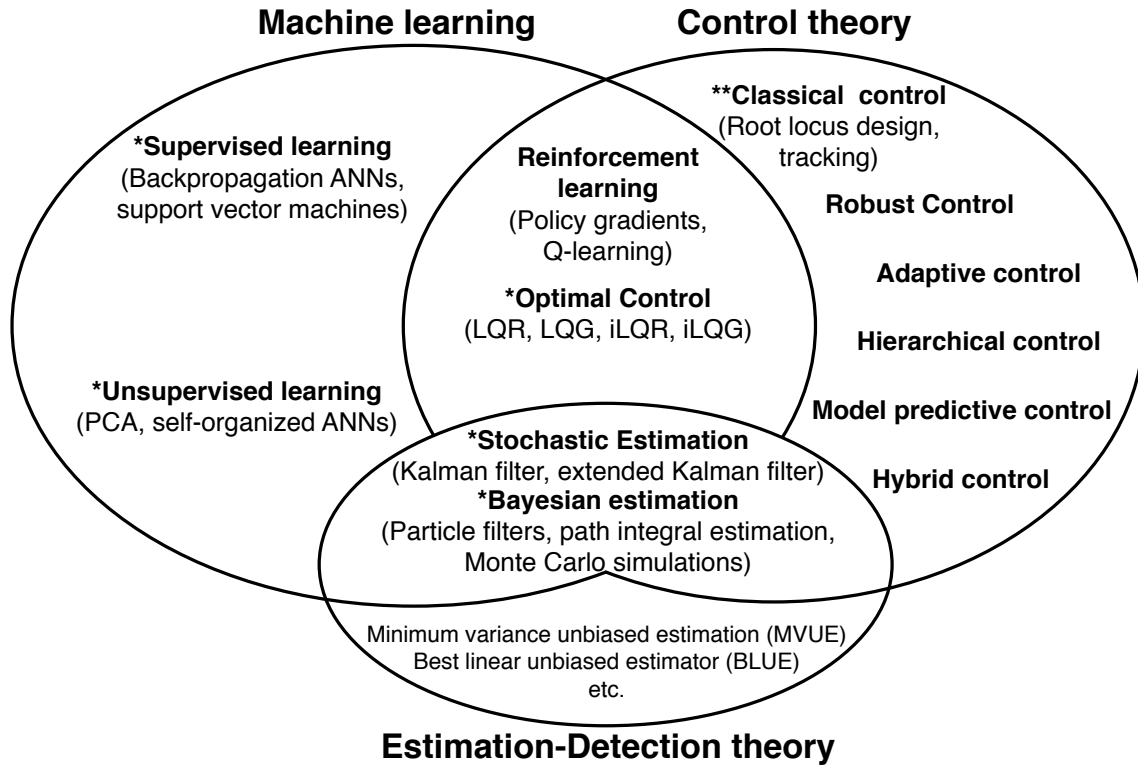 Machine learning
Control theory
*Supervised learning
(Backpropagation ANNs,
support vector machines)
*Unsupervised learning
(PCA, self-organized ANNs)
Reinforcement
learning
(Policy gradients,
Q-learning)
*Optimal Control
(LQR, LQG, iLQR, iLQG)
**Classical control
(Root locus design,
tracking)
Robust Control
Adaptive control
Hierarchical control
Model predictive control
Hybrid control
*Stochastic Estimation
(Kalman filter, extended Kalman filter)
*Bayesian estimation
(Particle filters, path integral estimation,
Monte Carlo simulations)
Minimum variance unbiased estimation (MVUE)
Best linear unbiased estimator (BLUE)
etc.
Estimation-Detection theory